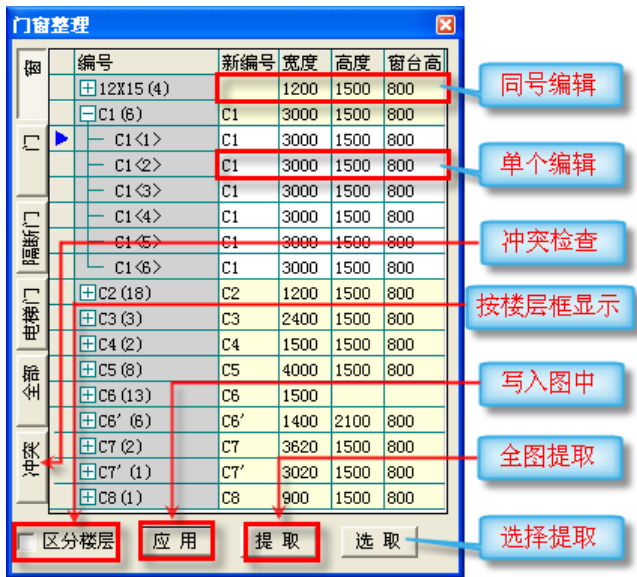 门窗整理
窗
门
隔断门
电梯门
全部
冲突
编号 新编号 宽度 高度 窗台高
12X15(4) 1200 1500 800
C1(6) C1 3000 1500 800
C1<1> C1 3000 1500 800
C1<2> C1 3000 1500 800
C1<3> C1 3000 1500 800
C1<4> C1 3000 1500 800
C1<5> C1 3000 1500 800
C1<6> C1 3000 1500 800
C2(18) C2 1200 1500 800
C3(3) C3 2400 1500 800
C4(2) C4 1500 1500 800
C5(8) C5 4000 1500 800
C6(13) C6 1500
C6′ (6) C6′ 1400 2100 800
C7(2) C7 3620 1500 800
C7′ (1) C7′ 3020 1500 800
C8(1) C8 900 1500 800
区分楼层 应 用 提 取 选 取
同号编辑
单个编辑
冲突检查
按楼层框显示
写入图中
全图提取
选择提取